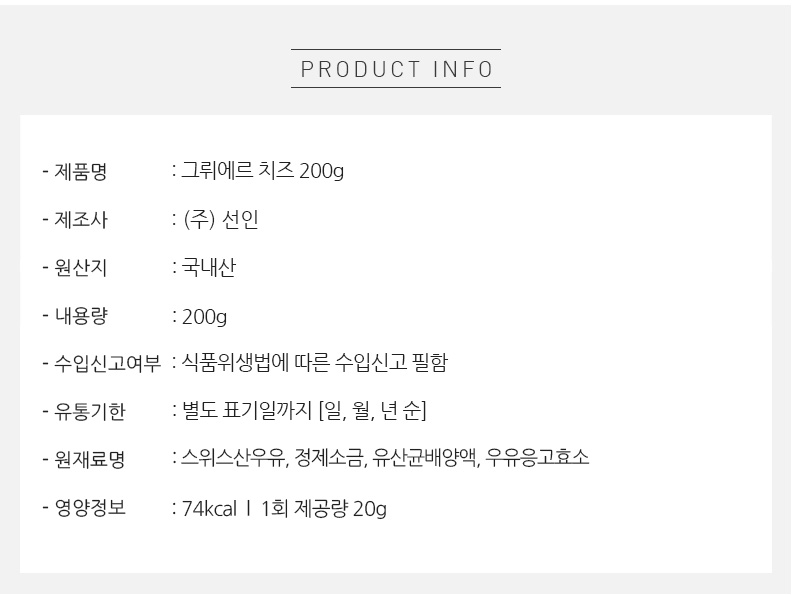 PRODUCT INFO
- 제품명 : 그뤼에르 치즈 200g
- 제조사 : (주) 선인
- 원산지 : 국내산
- 내용량 : 200g
- 수입신고여부 : 식품위생법에 따른 수입신고 필함
- 유통기한 : 별도 표기일까지 [일, 월, 년 순]
- 원재료명 : 스위스산우유, 정제소금, 유산균배양액, 우유응고효소
- 영양정보 : 74kcal ㅣ 1회 제공량 20g